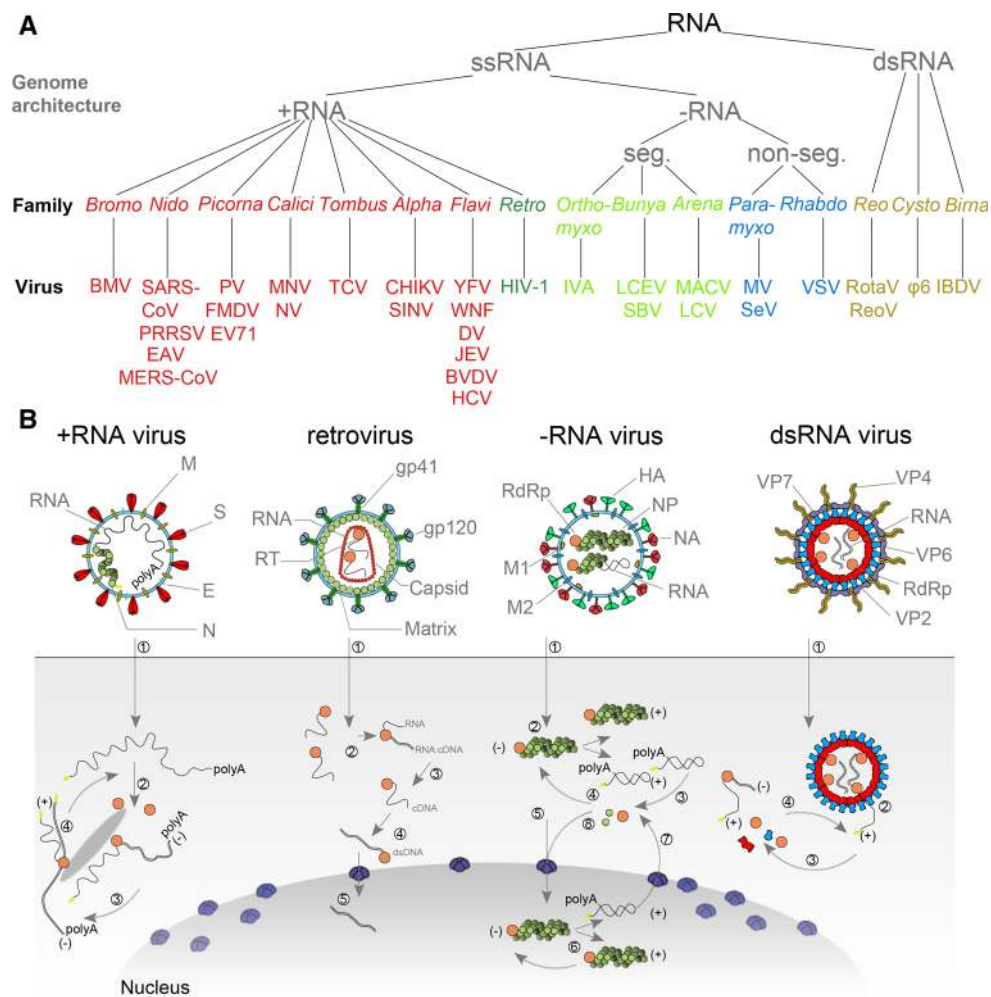 A
RNA
ssRNA dsRNA
Genome
architecture
+RNA -RNA
seg. non-seg.
Family Bromo Nido Picorna Calici Tombus Alpha Flavi Retro Ortho- Bunya Arena Para- Rhabdo Reo Cysto Birna
myxo myxo
Virus BMV SARS- PV MNV TCV CHIKV YFV HIV-1 IVA LCEV MACV MV VSV RotaV φ6 IBDV
CoV FMDV NV SINV WNF SBV LCV SeV ReoV
PRRSV EV71 DV
EAV JEV
MERS-CoV BVDV
HCV
B
+RNA virus retrovirus -RNA virus dsRNA virus
M gp41 HA VP7 VP4
RNA S RNA gp120 RdRp NP RNA
RT NA VP6
polyA E Capsid M1 RdRp
N Matrix M2 RNA VP2
① ① ① ①
RNA
② RNA:cDNA
② (-) (+)
polyA
polyA
② ③ (+)
(+) cDNA ④ ③
④ polyA (-)
⑤ ⑧ ⑦
④ dsDNA
③
polyA
(-)
⑤
(-) ④ ②
(+) (+)
③
polyA
(-) (+)
⑥ (+)
Nucleus